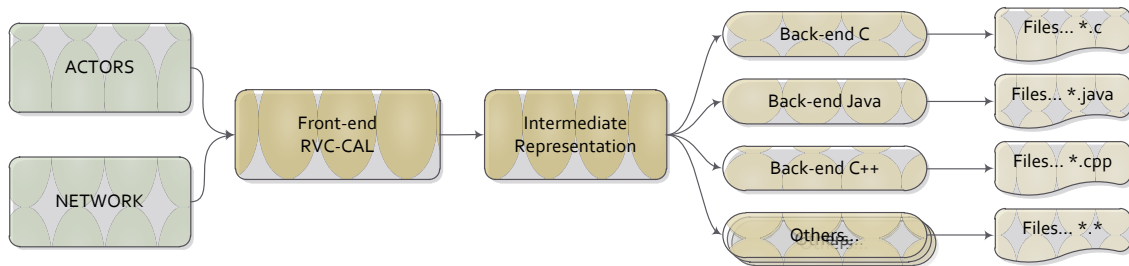 ACTORS
NETWORK
Front-end
RVC-CAL
Intermediate
Representation
Back-end C
Back-end Java
Back-end C++
Others...
Files... *.c
Files... *.java
Files... *.cpp
Files... *.*